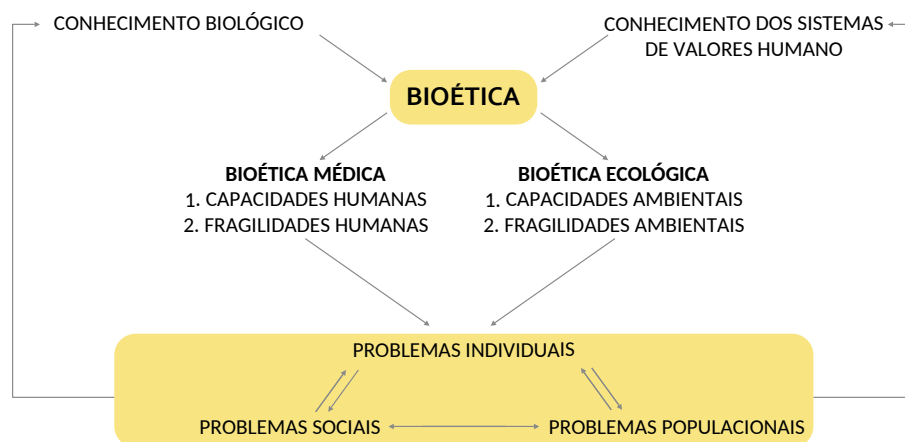 CONHECIMENTO BIOLÓGICO
CONHECIMENTO DOS SISTEMAS
DE VALORES HUMANO
BIOÉTICA
BIOÉTICA MÉDICA
1. CAPACIDADES HUMANAS
2. FRAGILIDADES HUMANAS
BIOÉTICA ECOLÓGICA
1. CAPACIDADES AMBIENTAIS
2. FRAGILIDADES AMBIENTAIS
PROBLEMAS INDIVIDUAIS
PROBLEMAS SOCIAIS
PROBLEMAS POPULACIONAIS